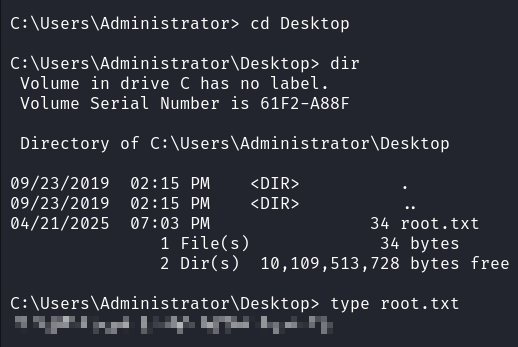 C:\Users\Administrator> cd Desktop
C:\Users\Administrator\Desktop> dir
Volume in drive C has no label.
Volume Serial Number is 61F2-A88F
Directory of C:\Users\Administrator\Desktop
09/23/2019 02:15 PM <DIR> .
09/23/2019 02:15 PM <DIR> ..
04/21/2025 07:03 PM 34 root.txt
1 File(s) 34 bytes
2 Dir(s) 10,109,513,728 bytes free
C:\Users\Administrator\Desktop> type root.txt